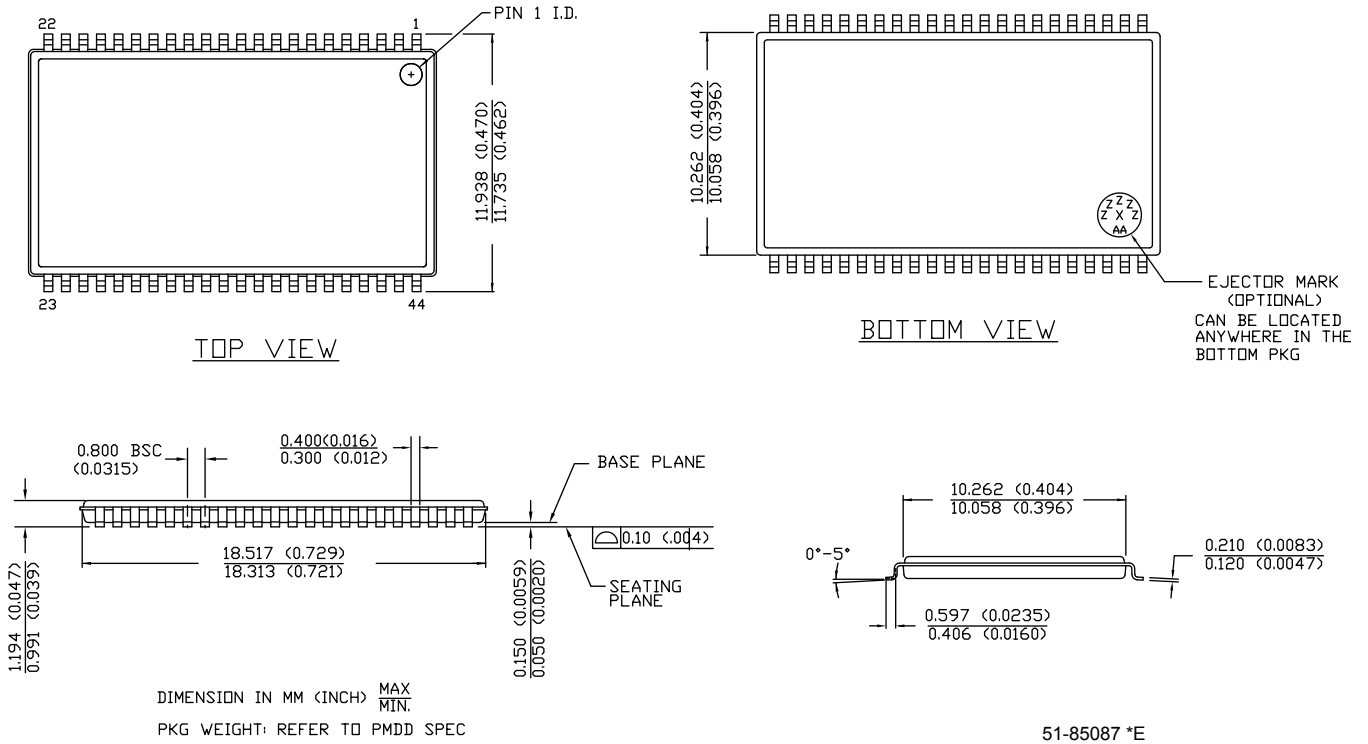 22
1
PIN 1 I.D.
11.938 (0.470)
11.735 (0.462)
23
44
TOP VIEW
10.262 (0.404)
10.058 (0.396)
Z Z Z Z Z
X
AA
EJECTOR MARK
(OPTIONAL)
CAN BE LOCATED
ANYWHERE IN THE
BOTTOM PKG
BOTTOM VIEW
0.800 BSC
(0.0315)
0.400(0.016)
0.300 (0.012)
BASE PLANE
0.10 (.004)
SEATING
PLANE
1.194 (0.047)
0.991 (0.039)
18.517 (0.729)
18.313 (0.721)
0.150 (0.0059)
0.050 (0.0020)
10.262 (0.404)
10.058 (0.396)
0°-5°
0.210 (0.0083)
0.120 (0.0047)
0.597 (0.0235)
0.406 (0.0160)
DIMENSION IN MM (INCH) MAX
MIN.
PKG WEIGHT: REFER TO PMDD SPEC
51-85087 *E